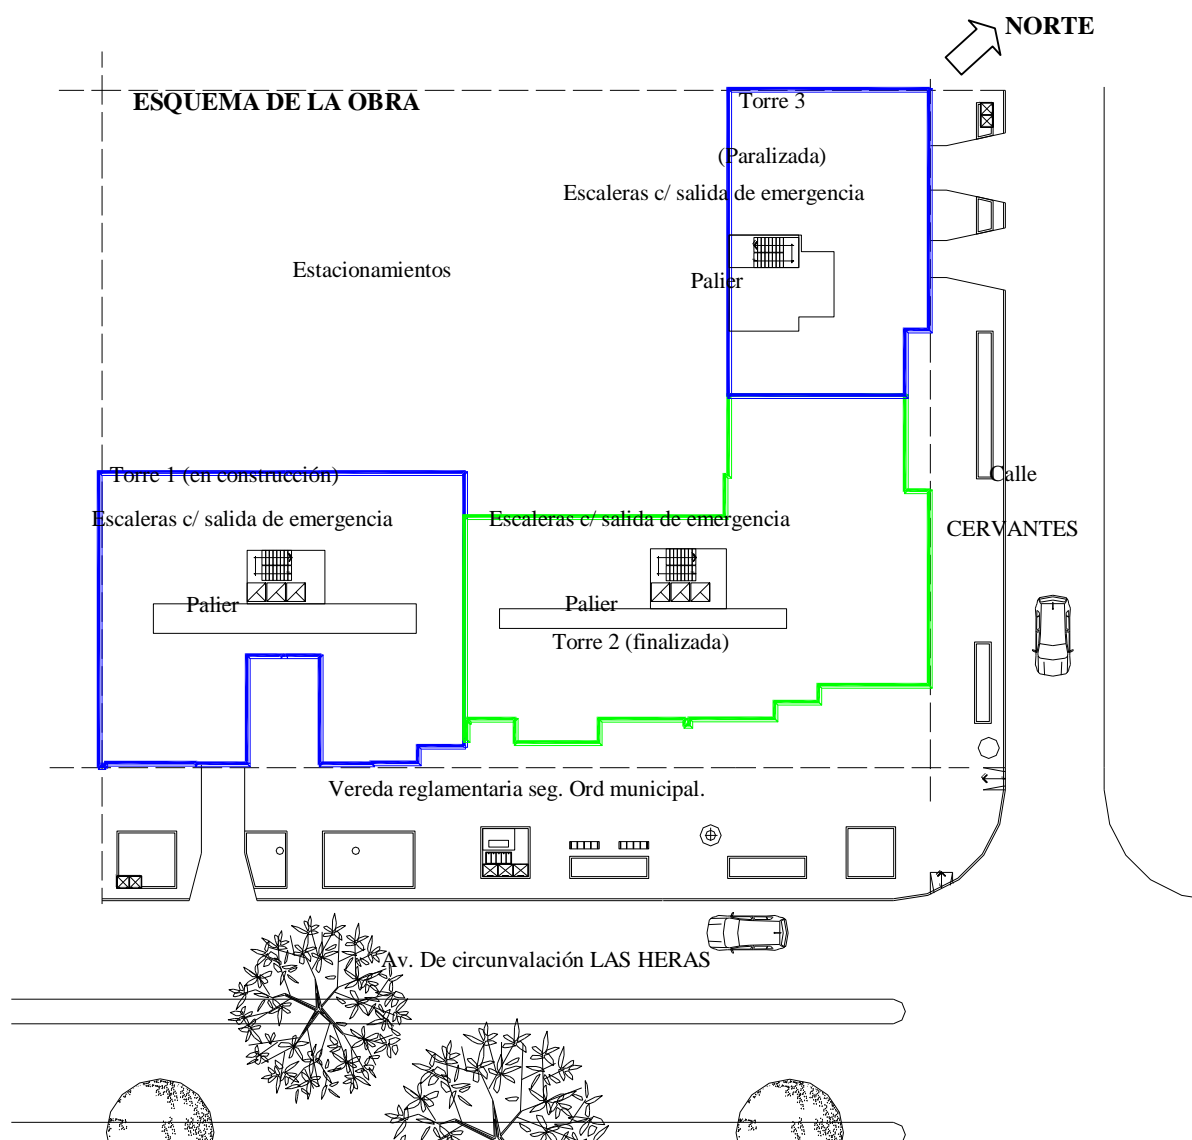 NORTE
ESQUEMA DE LA OBRA
Torre 3
(Paralizada)
Escaleras c/ salida de emergencia
Estacionamientos
Palier
Torre 1 (en construcción)
Calle
Escaleras c/ salida de emergencia
Escaleras c/ salida de emergencia
CERVANTES
Palier
Palier
Torre 2 (finalizada)
Vereda reglamentaria seg. Ord municipal.
Av. De circunvalación LAS HERAS